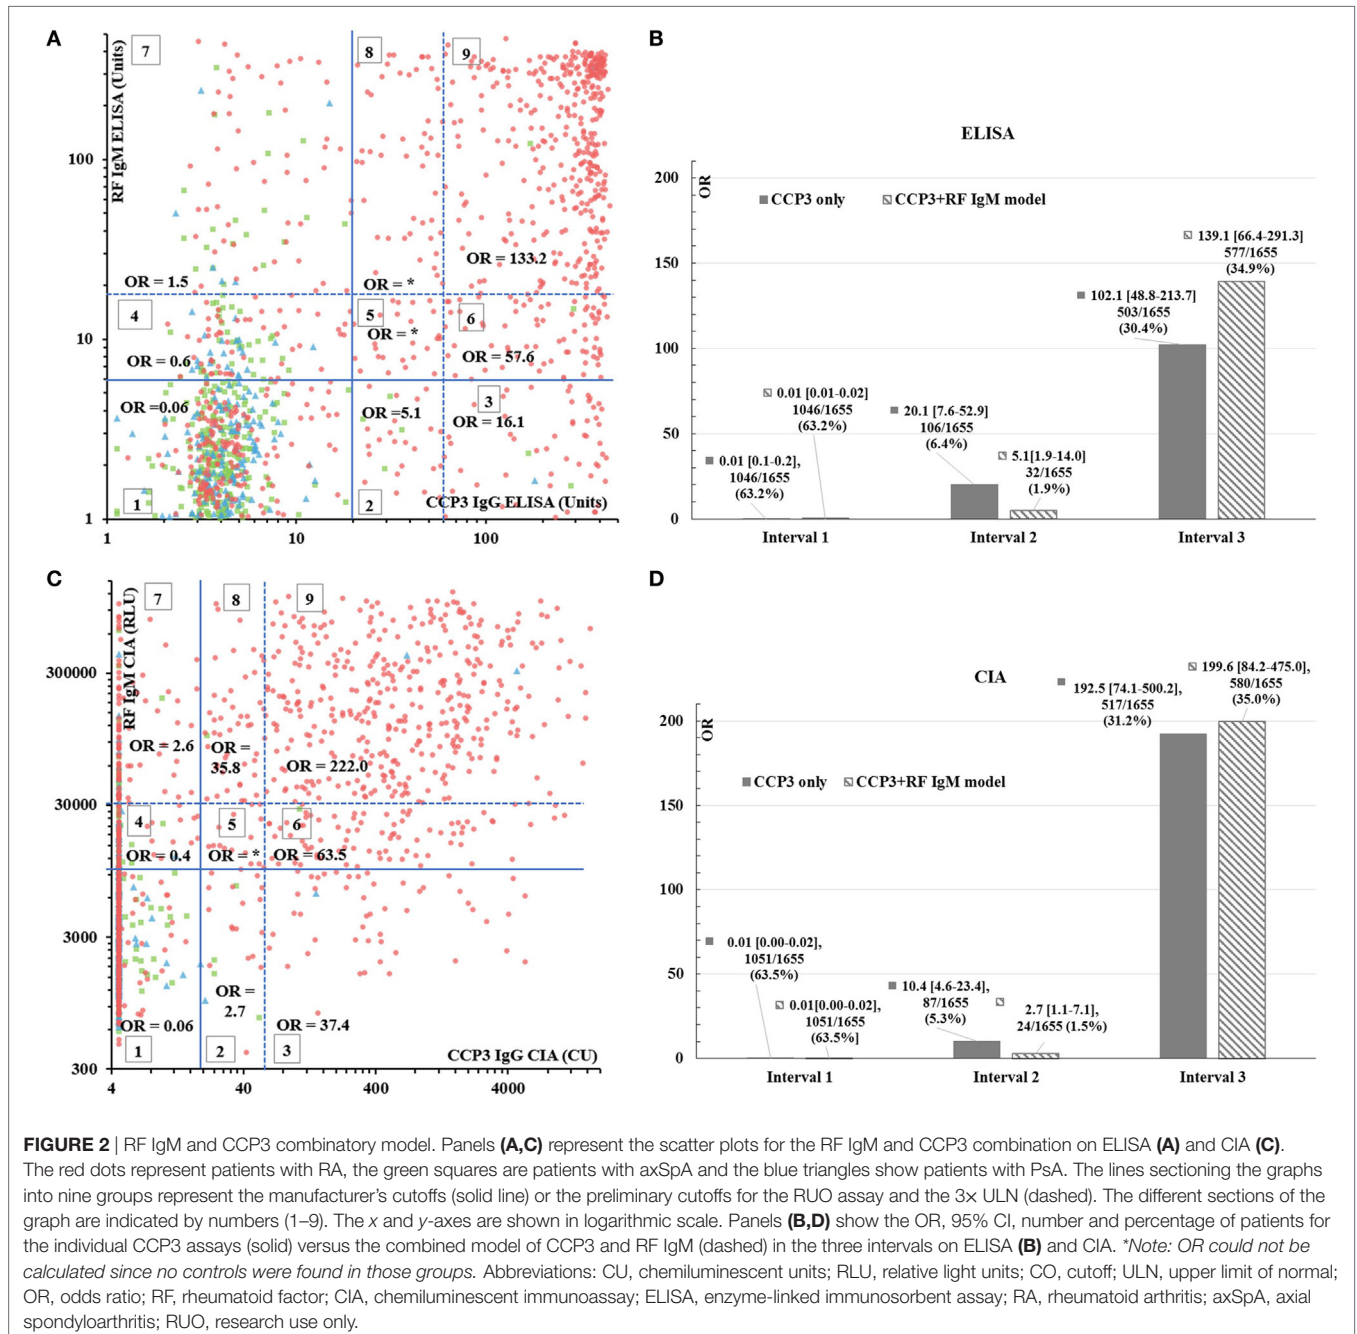 A
7
8
9
RF IgM ELISA (Units)
100
OR = 133.2
OR = 1.5
OR = *
4
5
6
OR = *
10
OR = 0.6
OR = 57.6
3
OR =0.06
OR =5.1
OR = 16.1
1
2
CCP3 IgG ELISA (Units)
1
1
10
100
B
ELISA
OR
200
CCP3 only
CCP3+RF IgM model
150
139.1 [66.4-291.3]
577/1655
(34.9%)
102.1 [48.8-213.7]
503/1655
(30.4%)
100
0.01 [0.01-0.02]
1046/1655
(63.2%)
20.1 [7.6-52.9]
106/1655
(6.4%)
50
0.01 [0.1-0.2],
1046/1655
(63.2%)
5.1[1.9-14.0]
32/1655
(1.9%)
0
Interval 1
Interval 2
Interval 3
C
7
8
9
RF IgM CIA (RLU)
300000
OR = 2.6
OR =
35.8
OR = 222.0
30000
4
5
6
OR = 0.4
OR = *
OR = 63.5
3000
OR =
2.7
OR = 0.06
OR = 37.4
1
2
3
CCP3 IgG CIA (CU)
300
4
40
400
4000
D
CIA
199.6 [84.2-475.0],
580/1655
(35.0%)
192.5 [74.1-500.2],
517/1655
(31.2%)
OR
200
CCP3 only
CCP3+RF IgM model
150
100
0.01 [0.00-0.02],
1051/1655
(63.5%)
50
10.4 [4.6-23.4],
87/1655
(5.3%)
0.01[0.00-0.02],
1051/1655
(63.5%]
2.7 [1.1-7.1],
24/1655 (1.5%)
0
Interval 1
Interval 2
Interval 3
FIGURE 2 | RF IgM and CCP3 combinatory model. Panels (A,C) represent the scatter plots for the RF IgM and CCP3 combination on ELISA (A) and CIA (C).
The red dots represent patients with RA, the green squares are patients with axSpA and the blue triangles show patients with PsA. The lines sectioning the graphs
into nine groups represent the manufacturer's cutoffs (solid line) or the preliminary cutoffs for the RUO assay and the 3× ULN (dashed). The different sections of the
graph are indicated by numbers (1–9). The x and y-axes are shown in logarithmic scale. Panels (B,D) show the OR, 95% CI, number and percentage of patients for
the individual CCP3 assays (solid) versus the combined model of CCP3 and RF IgM (dashed) in the three intervals on ELISA (B) and CIA. *Note: OR could not be
calculated since no controls were found in those groups. Abbreviations: CU, chemiluminescent units; RLU, relative light units; CO, cutoff; ULN, upper limit of normal;
OR, odds ratio; RF, rheumatoid factor; CIA, chemiluminescent immunoassay; ELISA, enzyme-linked immunosorbent assay; RA, rheumatoid arthritis; axSpA, axial
spondyloarthritis; RUO, research use only.